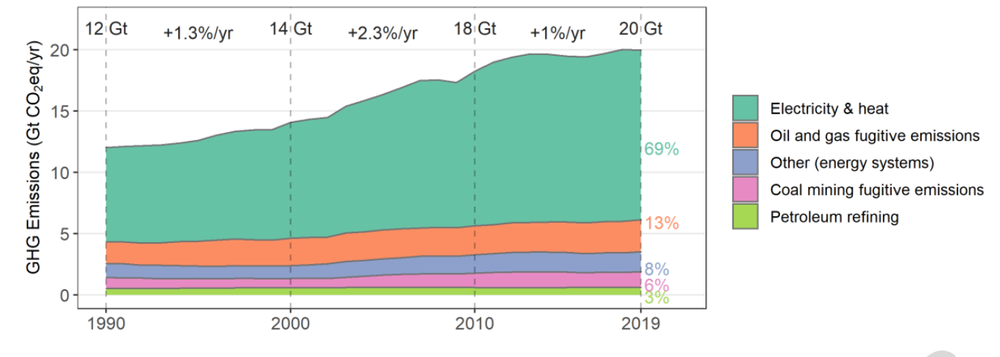 12 Gt +1.3%/yr 14 Gt +2.3%/yr 18 Gt +1%/yr 20 Gt
GHG Emissions (Gt CO₂eq/yr)
20
15
10
5
0
69%
13%
8%
6%
3%
1990 2000 2010 2019
Electricity & heat
Oil and gas fugitive emissions
Other (energy systems)
Coal mining fugitive emissions
Petroleum refining